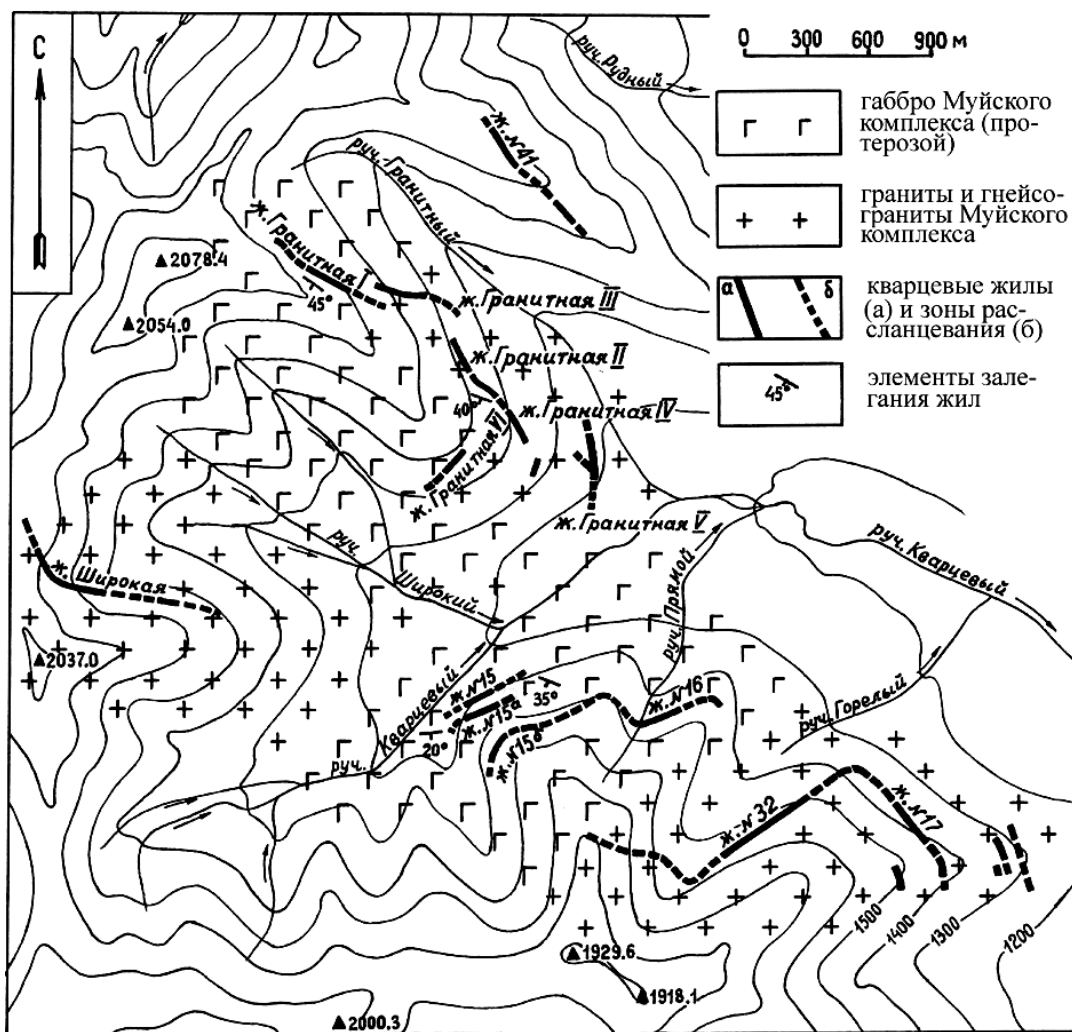 С
0 300 600 900 м
габбро Муйского
комплекса (про-
терозой)
граниты и гнейсо-
граниты Муйского
комплекса
а б
кварцевые жилы
(а) и зоны рас-
сланцевания (б)
45°
элементы зале-
гания жил
руч. Рудный
ж. №41
руч. Гранитный
ж. Гранитная I
45°
ж. Гранитная III
2078.4
2054.0
ж. Гранитная II
40°
ж. Гранитная IV
ж. Гранитная VI
ж. Гранитная V
руч. Широкий
ж. Широкая
2037.0
руч. Прямой
руч. Кварцевый
руч. Кварцевый
ж. №15
35°
ж. №15а
20°
ж. №15б
ж. №16
руч. Горелый
ж. №32
ж. №17
1500
1400
1300
1200
1929.6
1918.1
2000.3